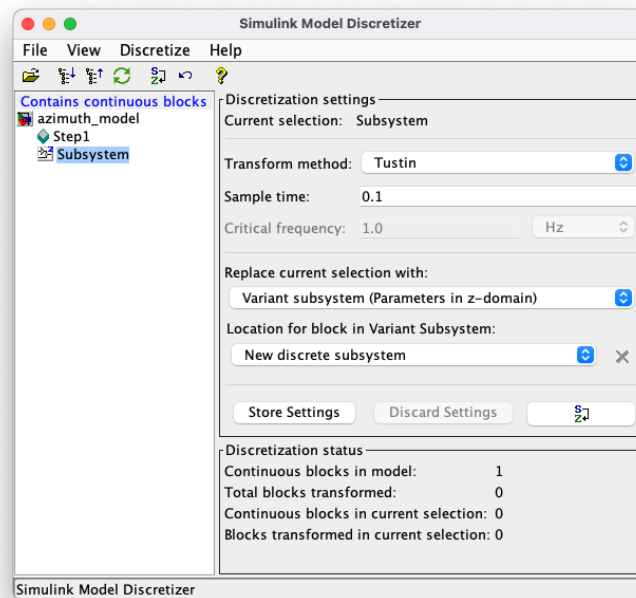 Simulink Model Discretizer
File View Discretize Help
Contains continuous blocks
azimuth_model
Step1
Subsystem
Discretization settings
Current selection: Subsystem
Transform method: Tustin
Sample time: 0.1
Critical frequency: 1.0 Hz
Replace current selection with:
Variant subsystem (Parameters in z-domain)
Location for block in Variant Subsystem:
New discrete subsystem
Store Settings Discard Settings
Discretization status
Continuous blocks in model: 1
Total blocks transformed: 0
Continuous blocks in current selection: 0
Blocks transformed in current selection: 0
Simulink Model Discretizer